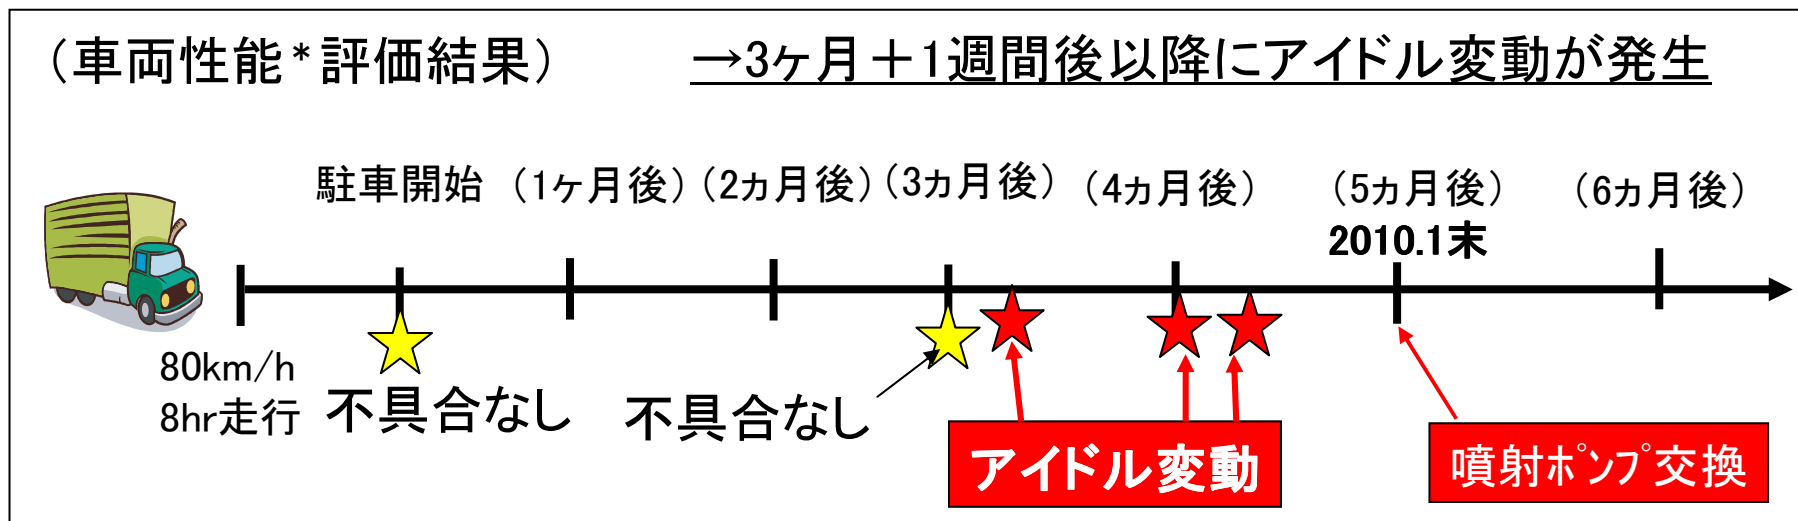 （車両性能*評価結果）　→3ヶ月＋1週間後以降にアイドル変動が発生
駐車開始（1ヶ月後）（2ヵ月後）（3ヵ月後）（4ヵ月後）（5ヵ月後）（6ヵ月後）
2010.1末
80km/h
8hr走行
不具合なし
不具合なし
アイドル変動
噴射ﾎﾟﾝﾌﾟ交換